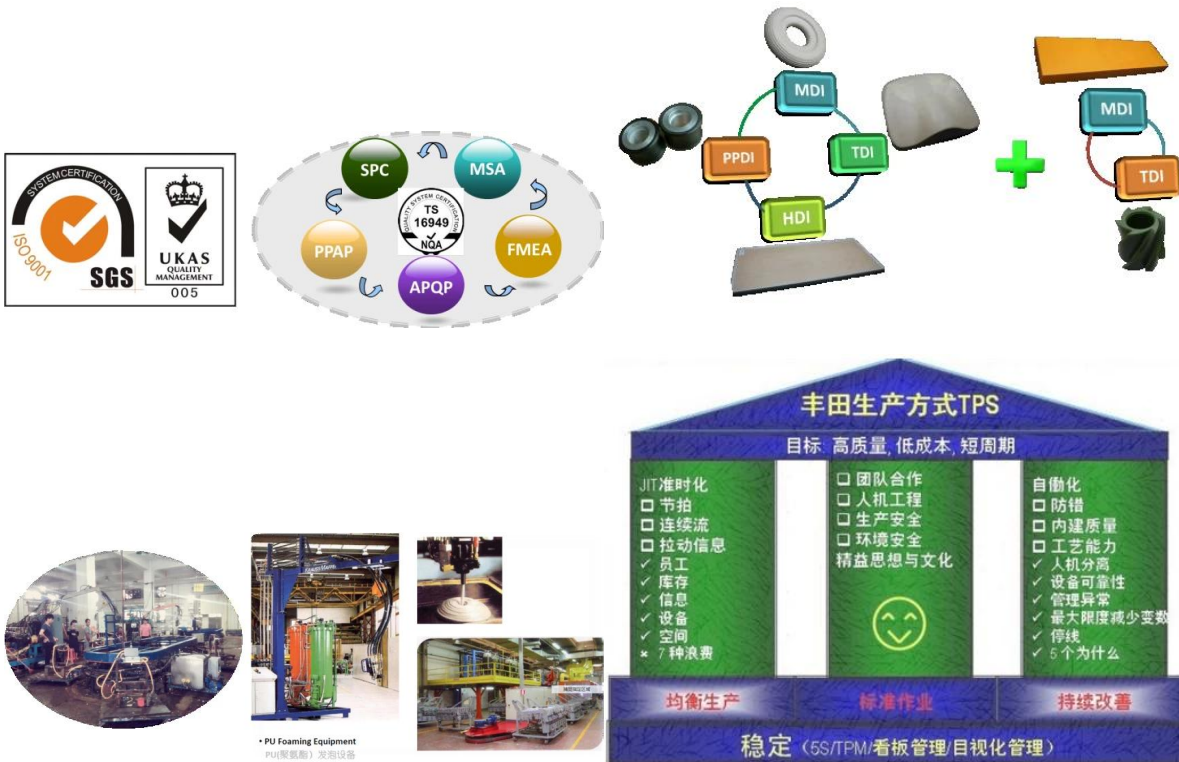 SYSTEM CERTIFICATION
ISO 9001
SGS
UKAS
QUALITY
MANAGEMENT
005
SPC
MSA
PPAP
FMEA
APQP
QUALITY SYSTEM CERTIFICATION
TS
16949
NQA
MDI
PPDI
TDI
HDI
MDI
TDI
• PU Foaming Equipment
PU(聚氨酯）发泡设备
丰田生产方式TPS
目标: 高质量, 低成本, 短周期
JIT准时化
□ 节拍
□ 连续流
□ 拉动信息
✓ 员工
✓ 库存
✓ 信息
✓ 设备
✓ 空间
× 7种浪费
□ 团队合作
□ 人机工程
□ 生产安全
□ 环境安全
精益思想与文化
自働化
□ 防错
□ 内建质量
□ 工艺能力
✓ 人机分离
✓ 设备可靠性
✓ 管理异常
✓ 最大限度减少变数
✓ 停线
✓ 5个为什么
均衡生产
标准作业
持续改善
稳定（5S/TPM/看板管理/目视化管理）